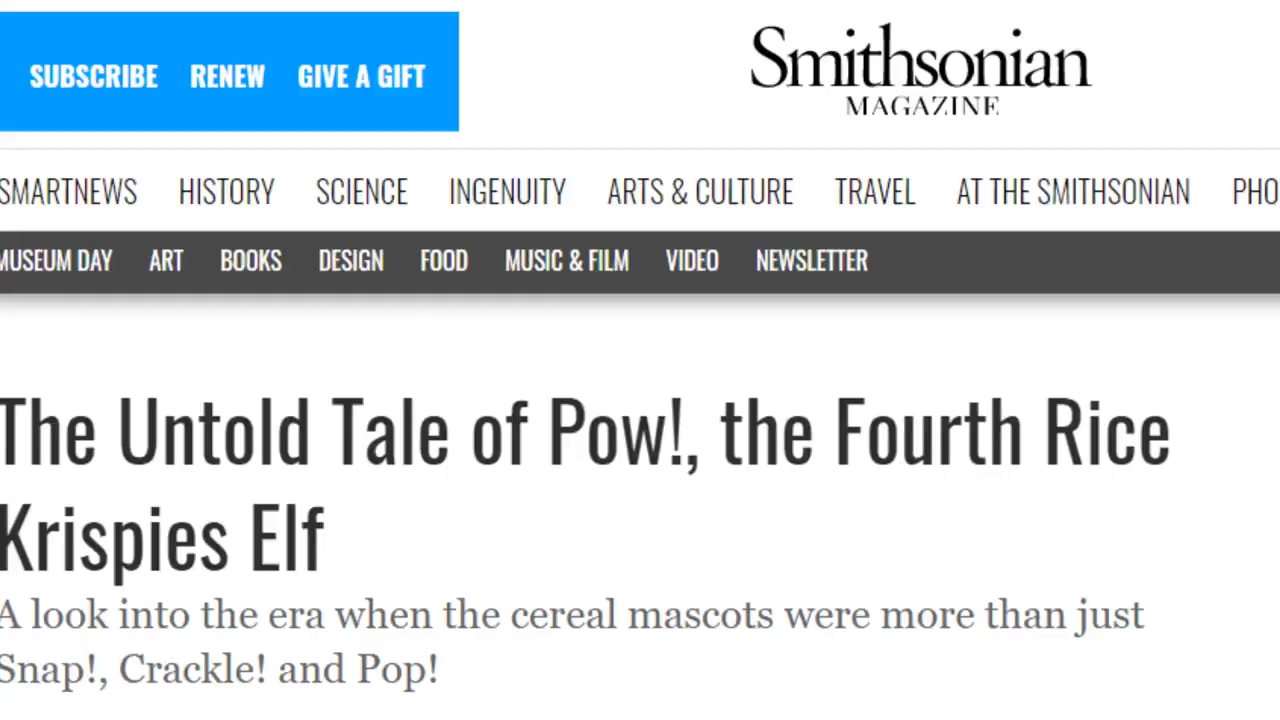 SUBSCRIBE RENEW GIVE A GIFT
Smithsonian
MAGAZINE
SMARTNEWS HISTORY SCIENCE INGENUITY ARTS & CULTURE TRAVEL AT THE SMITHSONIAN PHO
MUSEUM DAY ART BOOKS DESIGN FOOD MUSIC & FILM VIDEO NEWSLETTER
The Untold Tale of Pow!, the Fourth Rice
Krispies Elf
A look into the era when the cereal mascots were more than just
Snap!, Crackle! and Pop!